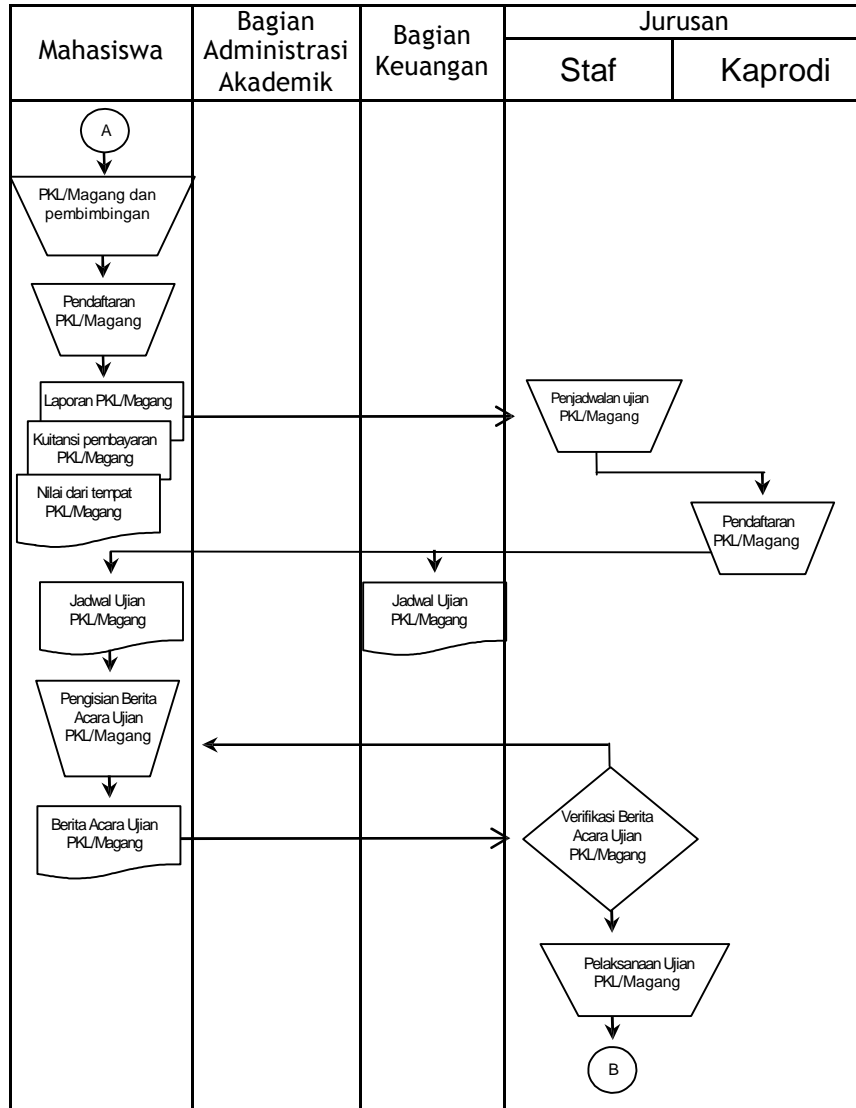 Mahasiswa
Bagian
Administrasi
Akademik
Bagian
Keuangan
Jurusan
Staf
Kaprodi
A
PKL/Magang dan
pembimbingan
Pendaftaran
PKL/Magang
Laporan PKL/Magang
Kuitansi pembayaran
PKL/Magang
Nilai dari tempat
PKL/Magang
Penjadwalan ujian
PKL/Magang
Pendaftaran
PKL/Magang
Jadwal Ujian
PKL/Magang
Jadwal Ujian
PKL/Magang
Pengisian Berita
Acara Ujian
PKL/Magang
Berita Acara Ujian
PKL/Magang
Verifikasi Berita
Acara Ujian
PKL/Magang
Pelaksanaan Ujian
PKL/Magang
B